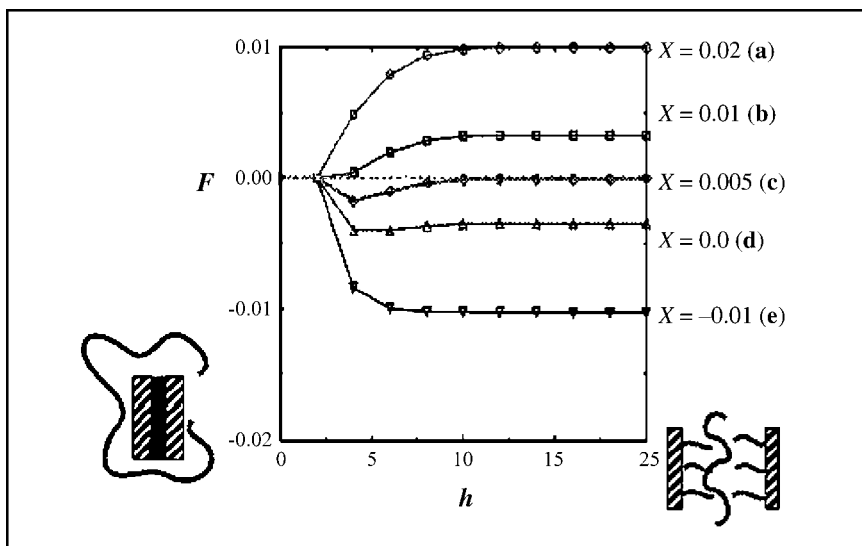 0.01
X = 0.02 (a)
X = 0.01 (b)
F
0.00
X = 0.005 (c)
X = 0.0 (d)
-0.01
X = –0.01 (e)
-0.02
0 5 10 15 20 25
h